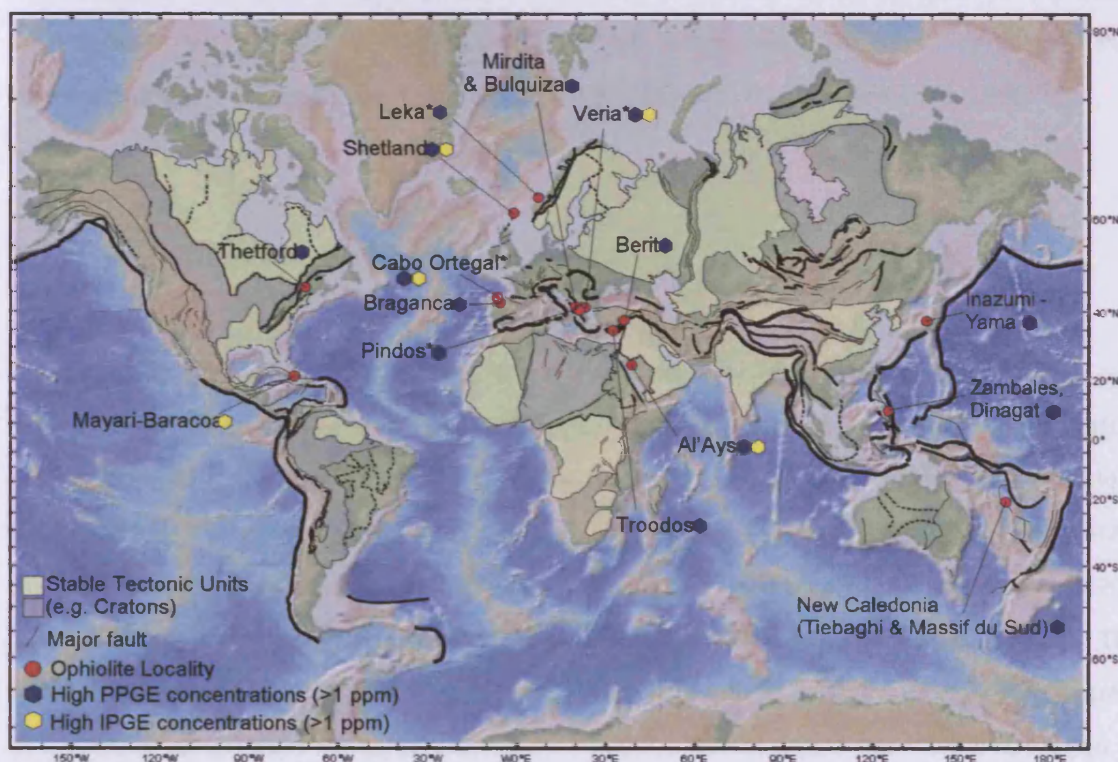 80°N
Mirdita
& Bulquiza
Leka*
Veria*
Shetland
60°N
Thetford
Berit
Cabo Ortegal*
Braganca
Inazumi -
Yama
40°N
Pindos*
20°N
Zambales,
Dinagat
Mayari-Baracoa
Al'Ays
0°
20°S
Troodos
40°S
Stable Tectonic Units
(e.g. Cratons)
New Caledonia
(Tiebaghi & Massif du Sud)
Major fault
60°S
Ophiolite Locality
High PPGE concentrations (>1 ppm)
High IPGE concentrations (>1 ppm)
150°W 120°W 90°W 60°W 30°W 30°E 60°E 90°E 120°E 150°E 180°E